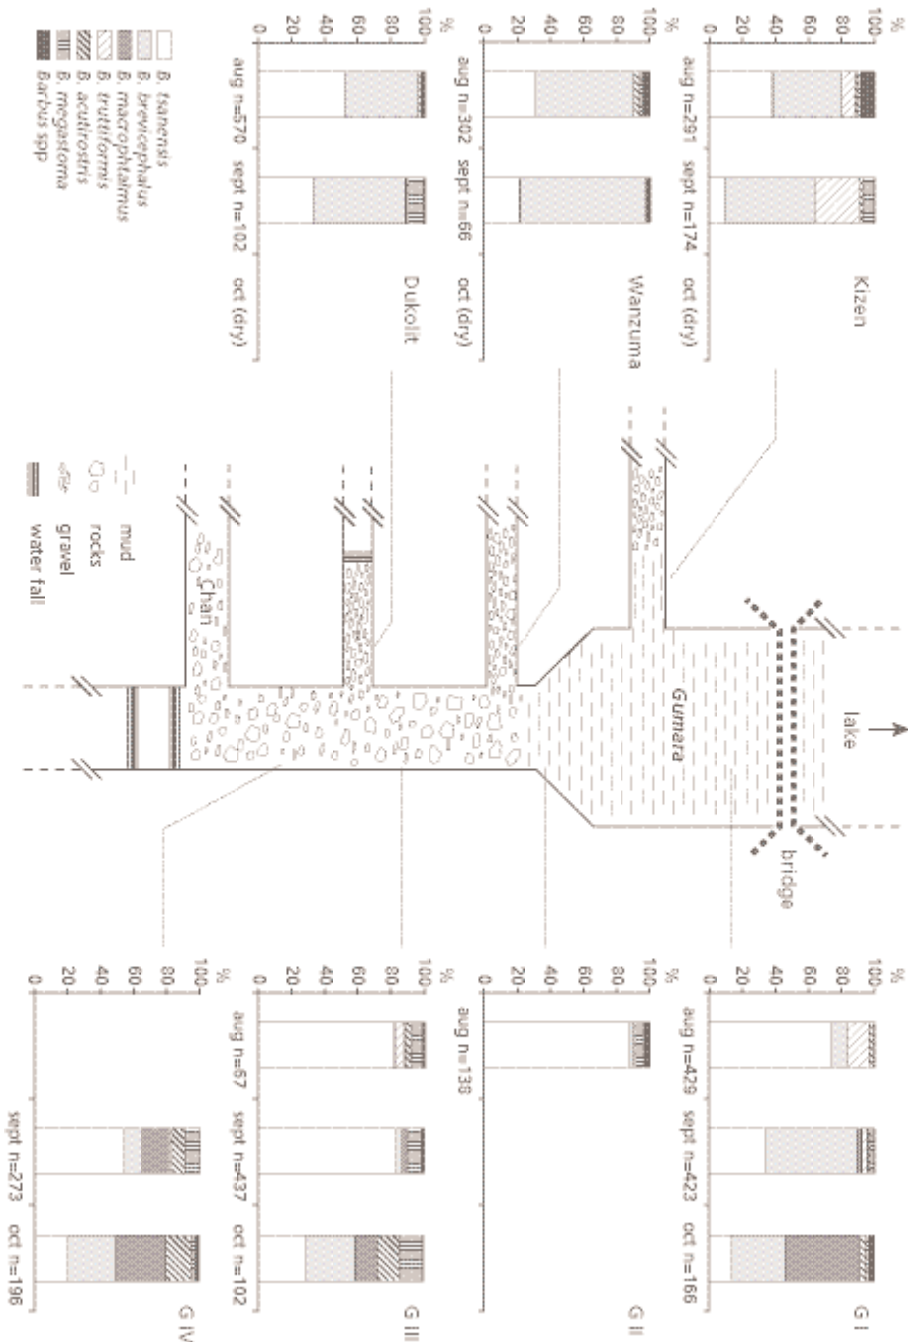 %
100
80
60
40
20
0
aug n=291 sept n=174 oct (dry)
Kizen
%
100
80
60
40
20
0
aug n=302 sept n=66 oct (dry)
Wanzuma
%
100
80
60
40
20
0
aug n=570 sept n=102 oct (dry)
Dukolit
B. tsanensis
B. brevicephalus
B. macrophtalmus
B. truttiformis
B. acutirostris
B. megastoma
Barbus spp
lake
bridge
Gumara
Chan
mud
rocks
gravel
water fall
%
100
80
60
40
20
0
aug n=429 sept n=423 oct n=166
G I
%
100
80
60
40
20
0
aug n=138
G II
%
100
80
60
40
20
0
aug n=67 sept n=437 oct n=102
G III
%
100
80
60
40
20
0
sept n=273 oct n=196
G IV